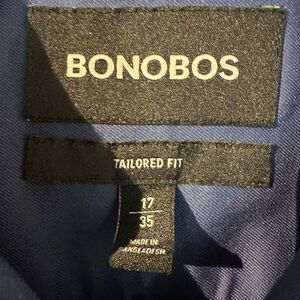 BONOBOS
TAILORED FIT
17
35
MADE IN
BANGLADESH